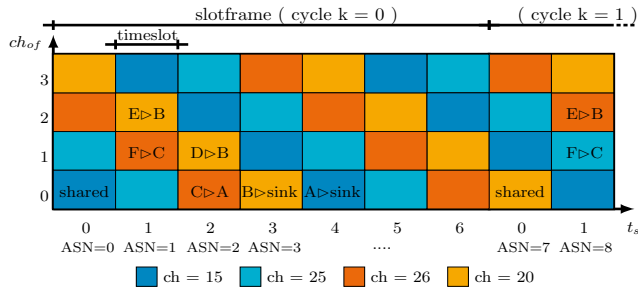 slotframe ( cycle k = 0 ) ( cycle k = 1 )
ch_of timeslot
3
2 E▷B E▷B
1 F▷C D▷B F▷C
0 shared C▷A B▷sink A▷sink shared
0 1 2 3 4 5 6 0 1 t_s
ASN=0 ASN=1 ASN=2 ASN=3 .... ASN=7 ASN=8
ch = 15 ch = 25 ch = 26 ch = 20